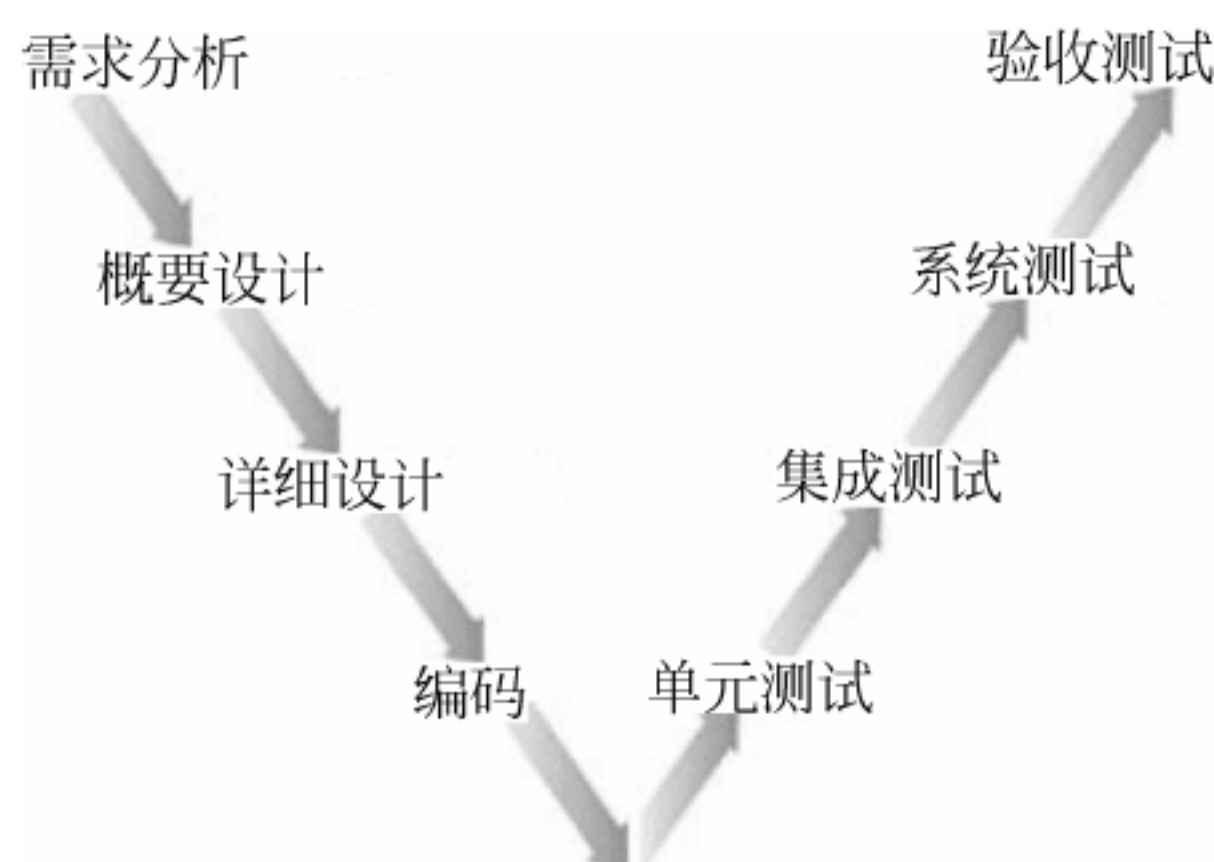 需求分析
验收测试
概要设计
系统测试
详细设计
集成测试
编码
单元测试